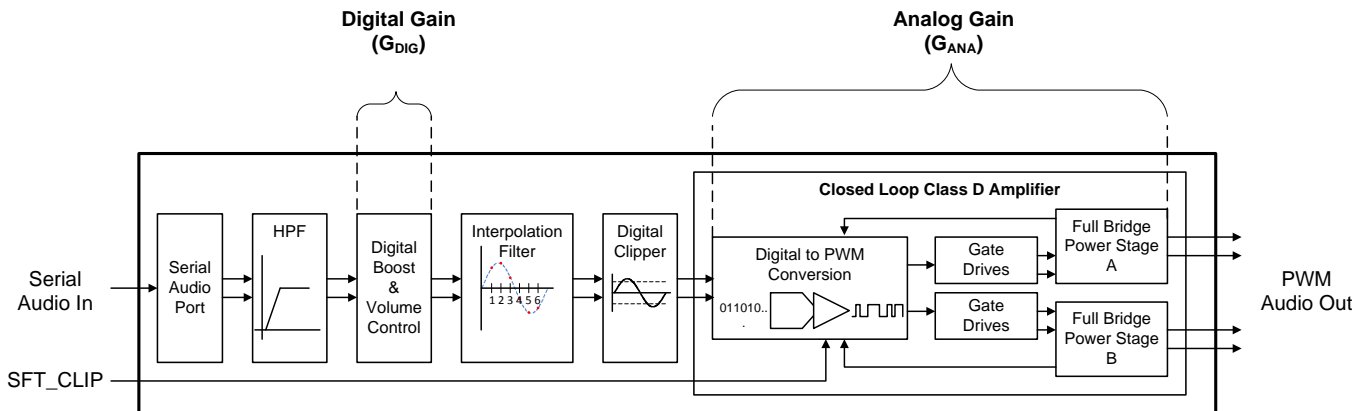 Digital Gain
(GDIG)
Analog Gain
(GANA)
Closed Loop Class D Amplifier
Serial
Audio In
Serial
Audio
Port
HPF
Digital
Boost
&
Volume
Control
Interpolation
Filter
1 2 3 4 5 6
Digital
Clipper
Digital to PWM
Conversion
011010..
.
Gate
Drives
Gate
Drives
Full Bridge
Power Stage
A
Full Bridge
Power Stage
B
PWM
Audio Out
SFT_CLIP